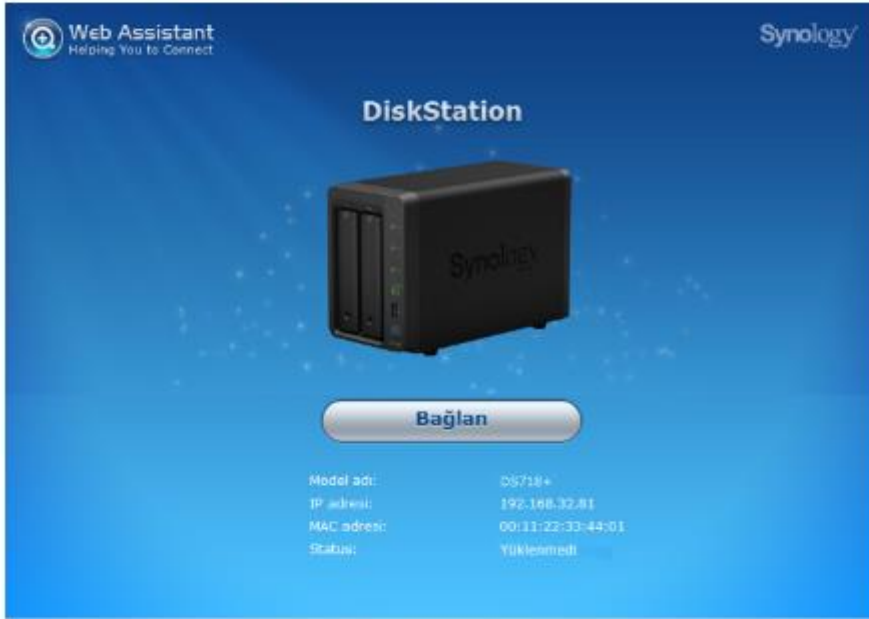 Web Assistant
Helping You to Connect
Synology
DiskStation
Synology
Bağlan
Model adı: DS718+
IP adresi: 192.168.32.81
MAC adresi: 00:11:22:33:44:01
Status: Yüklenmedi